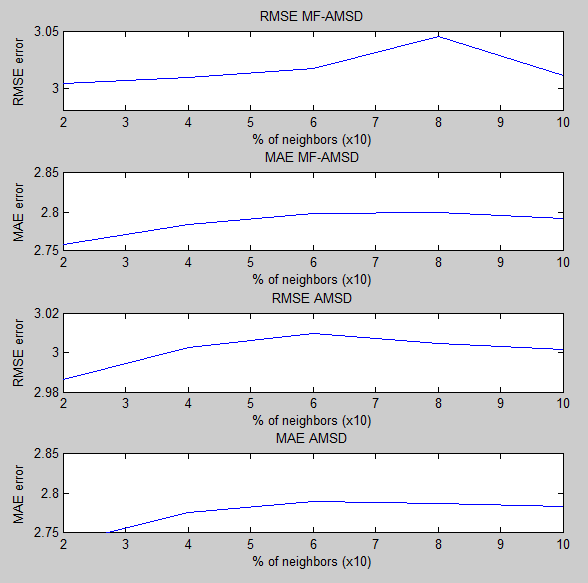 RMSE MF-AMSD
3.05
3
RMSE error
2 3 4 5 6 7 8 9 10
% of neighbors (x10)
MAE MF-AMSD
2.85
2.8
2.75
MAE error
2 3 4 5 6 7 8 9 10
% of neighbors (x10)
RMSE AMSD
3.02
3
2.98
RMSE error
2 3 4 5 6 7 8 9 10
% of neighbors (x10)
MAE AMSD
2.85
2.8
2.75
MAE error
2 3 4 5 6 7 8 9 10
% of neighbors (x10)